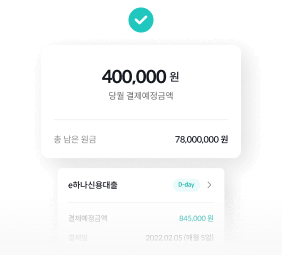 400,000 원
당월 결제예정금액
총 남은 원금 78,000,000 원
e하나신용대출 D-day
결제예정금액 845,000 원
결제일 2022.02.05 (매월 5일)